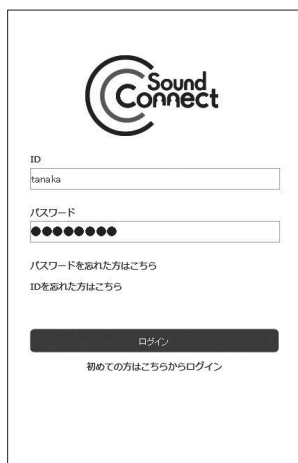 Sound
Connect
ID
tanaka
パスワード
●●●●●●●●
パスワードを忘れた方はこちら
IDを忘れた方はこちら
ログイン
初めての方はこちらからログイン